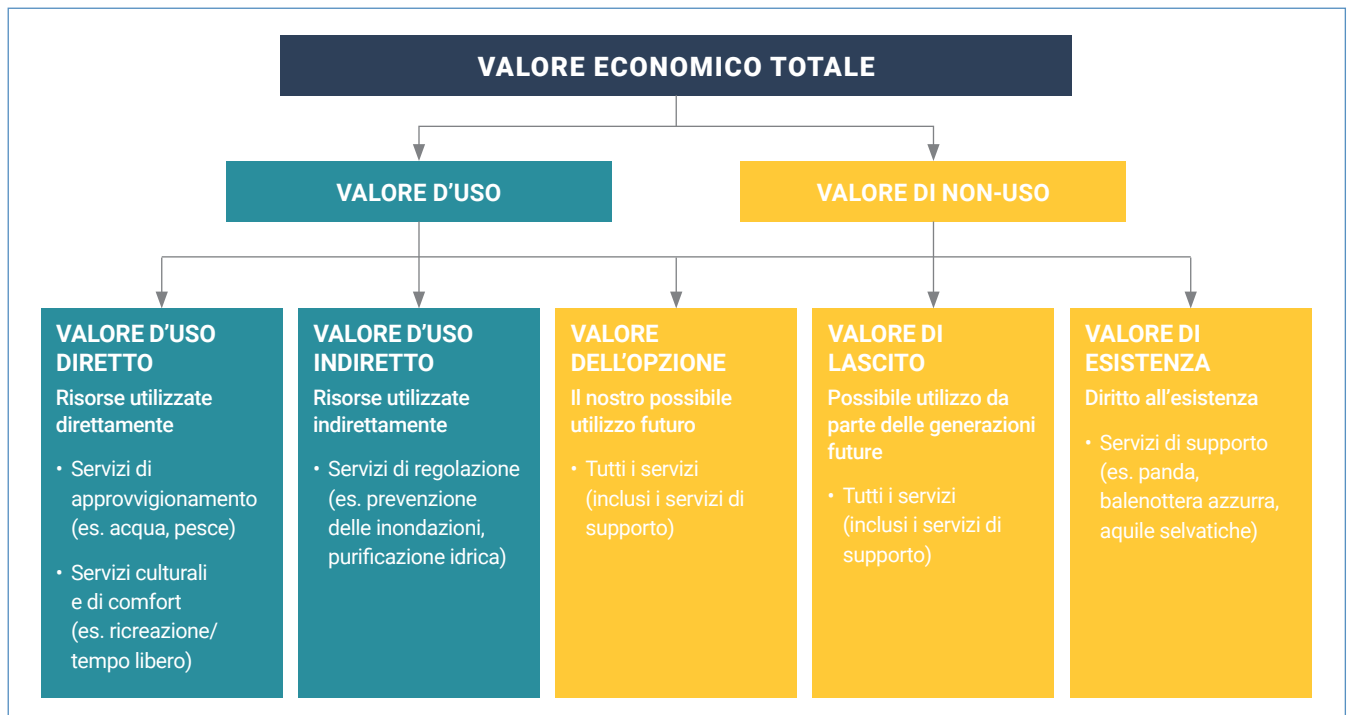 VALORE ECONOMICO TOTALE
VALORE D’USO
VALORE DI NON-USO
VALORE D’USO
DIRETTO
Risorse utilizzate
direttamente
• Servizi di
approvvigionamento
(es. acqua, pesce)
• Servizi culturali
e di comfort
(es. ricreazione/
tempo libero)
VALORE D’USO
INDIRETTO
Risorse utilizzate
indirettamente
• Servizi di regolazione
(es. prevenzione
delle inondazioni,
purificazione idrica)
VALORE
DELL’OPZIONE
Il nostro possibile
utilizzo futuro
• Tutti i servizi
(inclusi i servizi di
supporto)
VALORE DI
LASCITO
Possibile utilizzo da
parte delle generazioni
future
• Tutti i servizi
(inclusi i servizi di
supporto)
VALORE DI
ESISTENZA
Diritto all’esistenza
• Servizi di supporto
(es. panda,
balenottera azzurra,
aquile selvatiche)